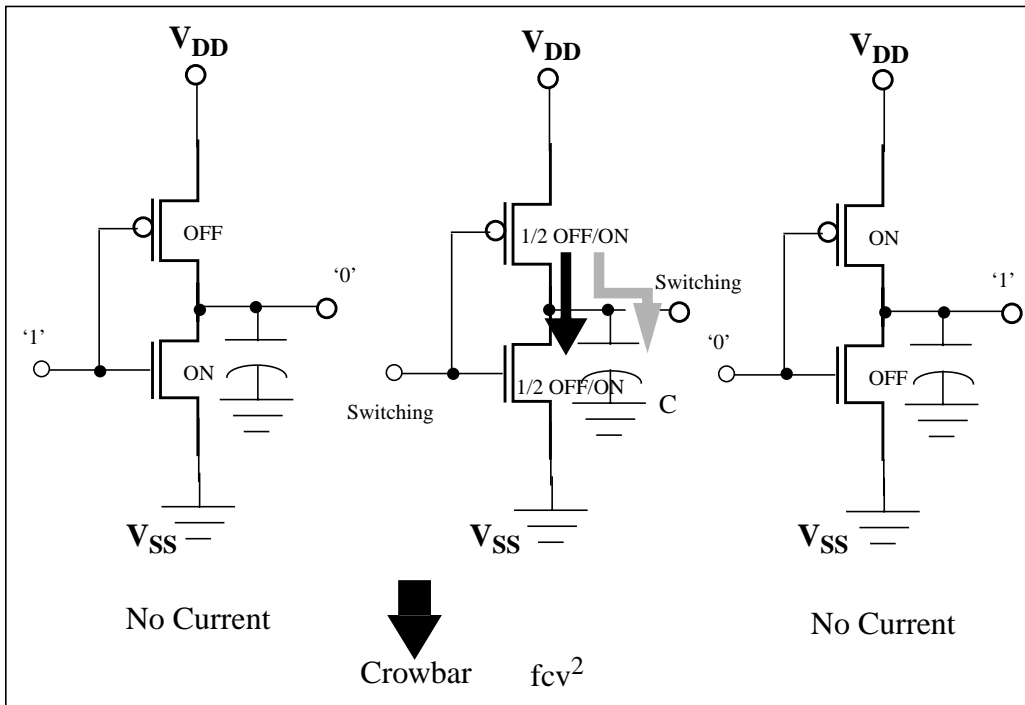 VDD
OFF
‘0’
‘1’
ON
VSS
No Current
VDD
1/2 OFF/ON
Switching
1/2 OFF/ON
Switching
C
VSS
Crowbar
fcv²
VDD
ON
‘1’
‘0’
OFF
VSS
No Current